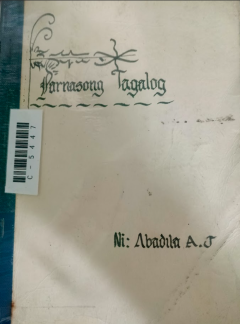 Parnasong Tagalog
C-5447
Ni: Abadila A.J